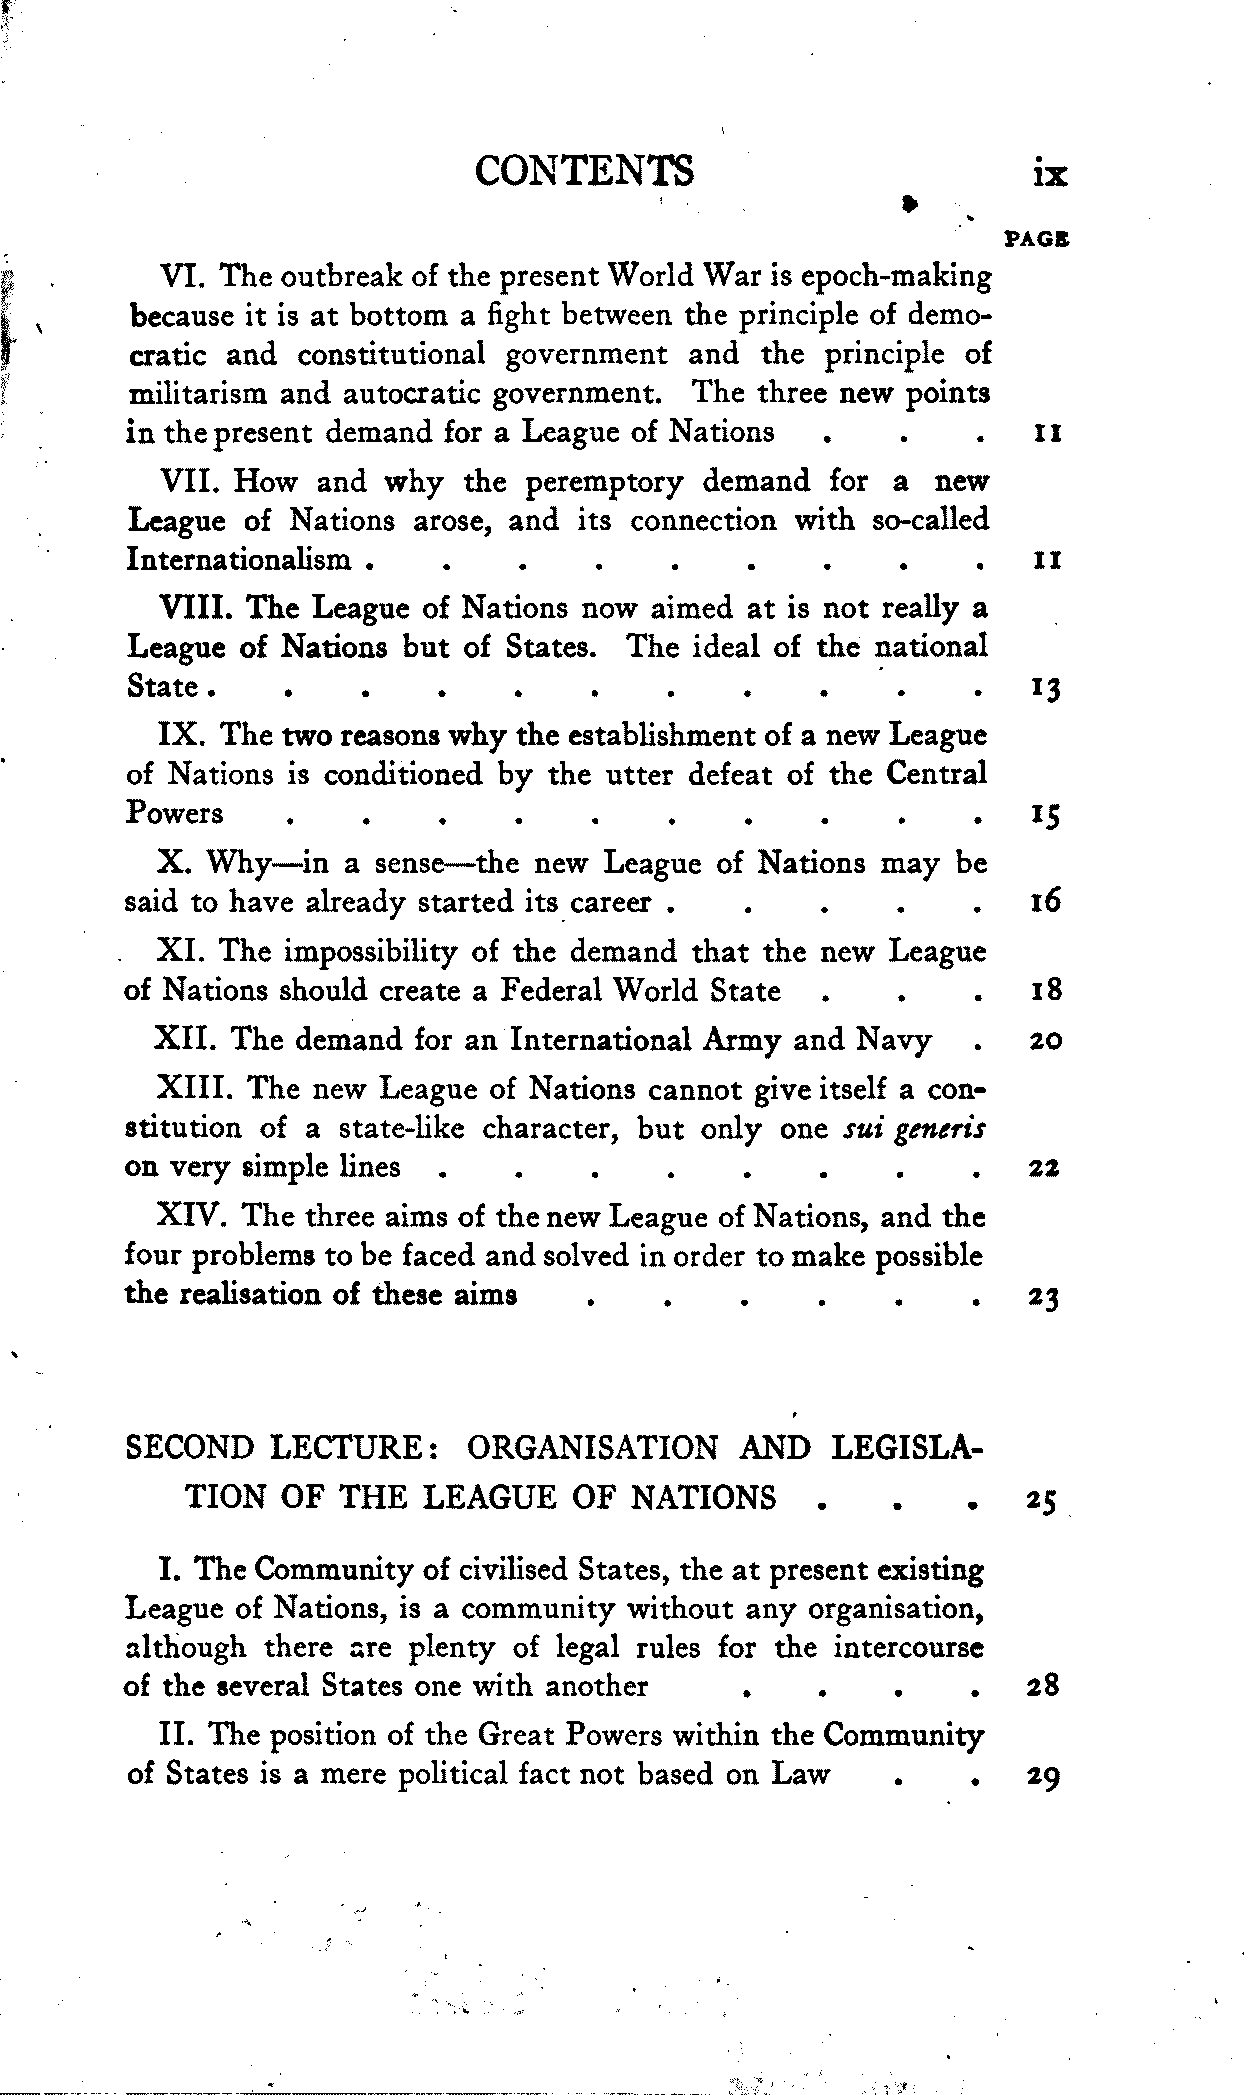 CONTENTS ix
PAGE
VI. The outbreak of the present World War is epoch-making
because it is at bottom a fight between the principle of demo-
cratic and constitutional government and the principle of
militarism and autocratic government. The three new points
in the present demand for a League of Nations . . . 11
VII. How and why the peremptory demand for a new
League of Nations arose, and its connection with so-called
Internationalism . . . . . . . . . 11
VIII. The League of Nations now aimed at is not really a
League of Nations but of States. The ideal of the national
State . . . . . . . . . . . 13
IX. The two reasons why the establishment of a new League
of Nations is conditioned by the utter defeat of the Central
Powers . . . . . . . . . . 15
X. Why—in a sense—the new League of Nations may be
said to have already started its career . . . . . 16
XI. The impossibility of the demand that the new League
of Nations should create a Federal World State . . . 18
XII. The demand for an International Army and Navy . 20
XIII. The new League of Nations cannot give itself a con-
stitution of a state-like character, but only one sui generis
on very simple lines . . . . . . . . 22
XIV. The three aims of the new League of Nations, and the
four problems to be faced and solved in order to make possible
the realisation of these aims . . . . . . 23
SECOND LECTURE: ORGANISATION AND LEGISLA-
TION OF THE LEAGUE OF NATIONS . . . 25
I. The Community of civilised States, the at present existing
League of Nations, is a community without any organisation,
although there are plenty of legal rules for the intercourse
of the several States one with another . . . . 28
II. The position of the Great Powers within the Community
of States is a mere political fact not based on Law . . 29